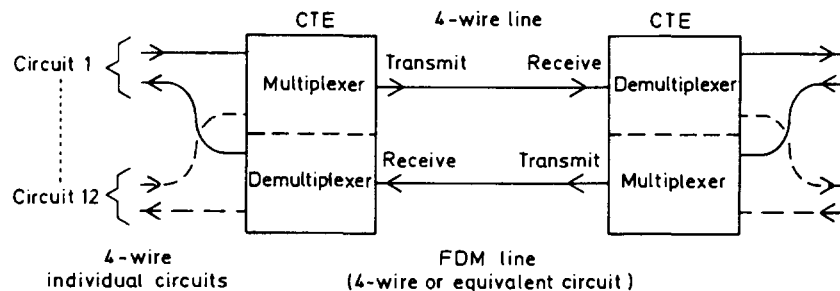 CTE
4-wire line
CTE
Circuit 1
Multiplexer
Transmit
Receive
Demultiplexer
Circuit 12
Demultiplexer
Receive
Transmit
Multiplexer
4-wire
individual circuits
FDM line
(4-wire or equivalent circuit)